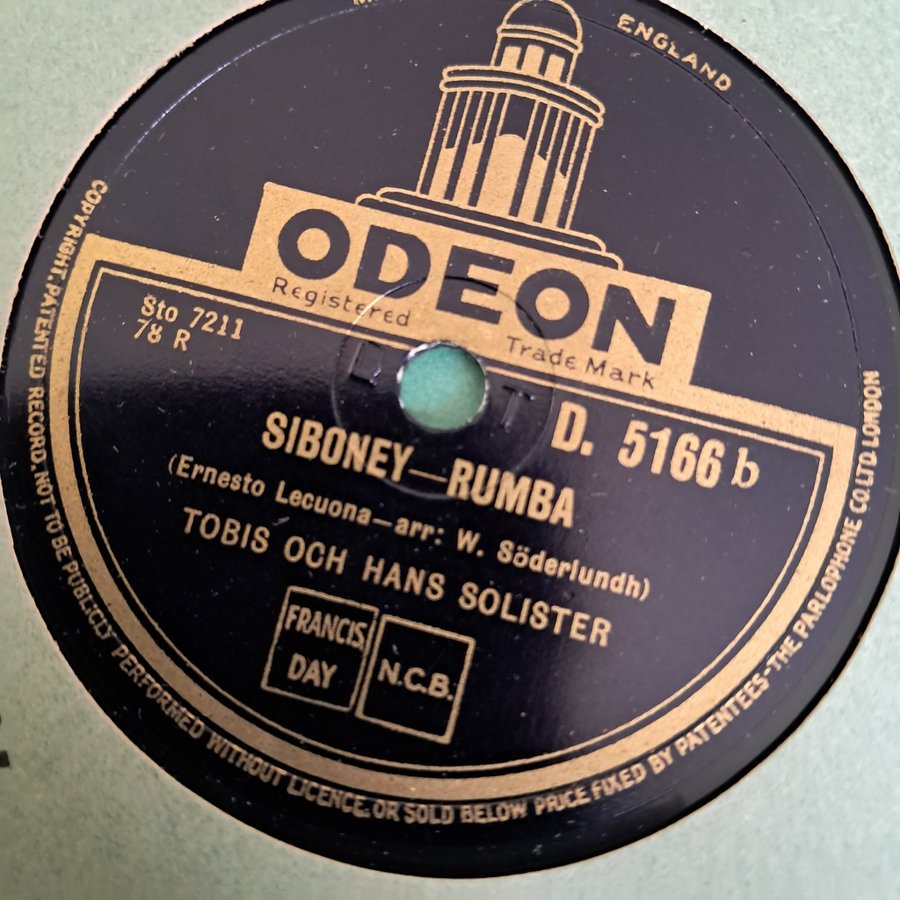 ENGLAND
ODEON
Registered Trade Mark
Sto 7211
78 R
D. 5166 b
SIBONEY—RUMBA
(Ernesto Lecuona—arr: W. Söderlundh)
TOBIS OCH HANS SOLISTER
FRANCIS,
DAY
N.C.B.
COPYRIGHT. PATENTED RECORD. NOT TO BE PUBLICLY PERFORMED WITHOUT LICENCE. OR SOLD BELOW PRICE FIXED BY PATENTEES-THE PARLOPHONE CO. LTD. LONDON